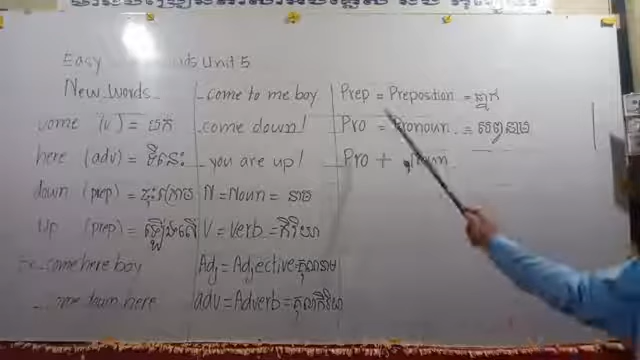 Easy Unit 5
New Words
come (v) = មក
here (adv) = ទីនេះ
down (prep) = ចុះក្រោម
Up (prep) = ឡើងលើ
come here boy
come down here
come to me boy
come down!
you are up!
N = Noun = នាម
V = verb = កិរិយា
Adj = Adjective = គុណនាម
adv = Adverb = គុណកិរិយា
Prep = Preposition = ធ្នាក់
Pro = Pronoun = សព្វនាម
Pro + Noun